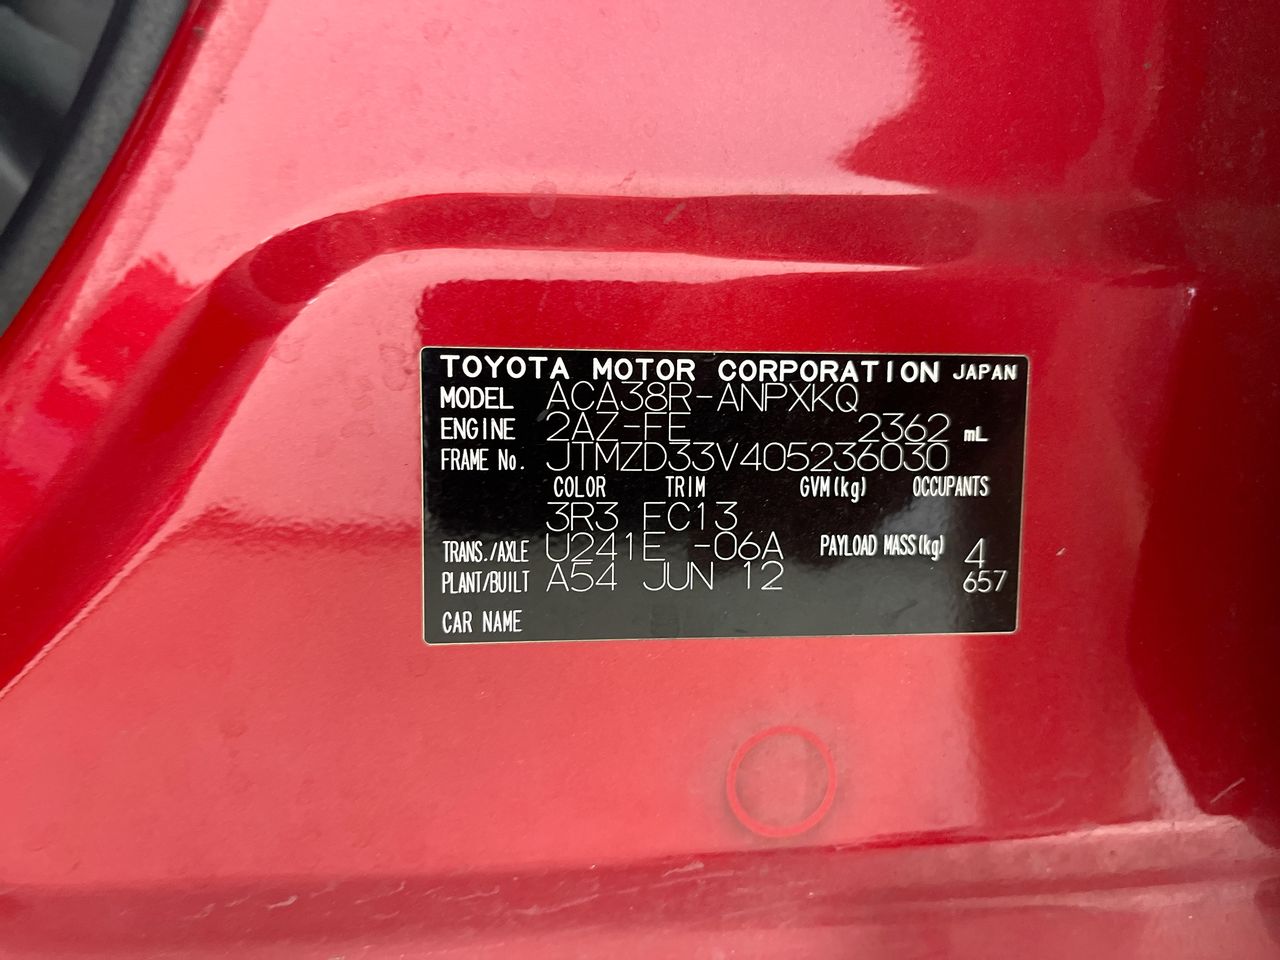 TOYOTA MOTOR CORPORATION JAPAN
MODEL ACA38R-ANPXKQ
ENGINE 2AZ-FE 2362 mL
FRAME No. JTMZD33V405236030
COLOR TRIM GVM(kg) OCCUPANTS
3R3 FC13
TRANS./AXLE U241E -06A PAYLOAD MASS(kg) 4
PLANT/BUILT A54 JUN 12 657
CAR NAME